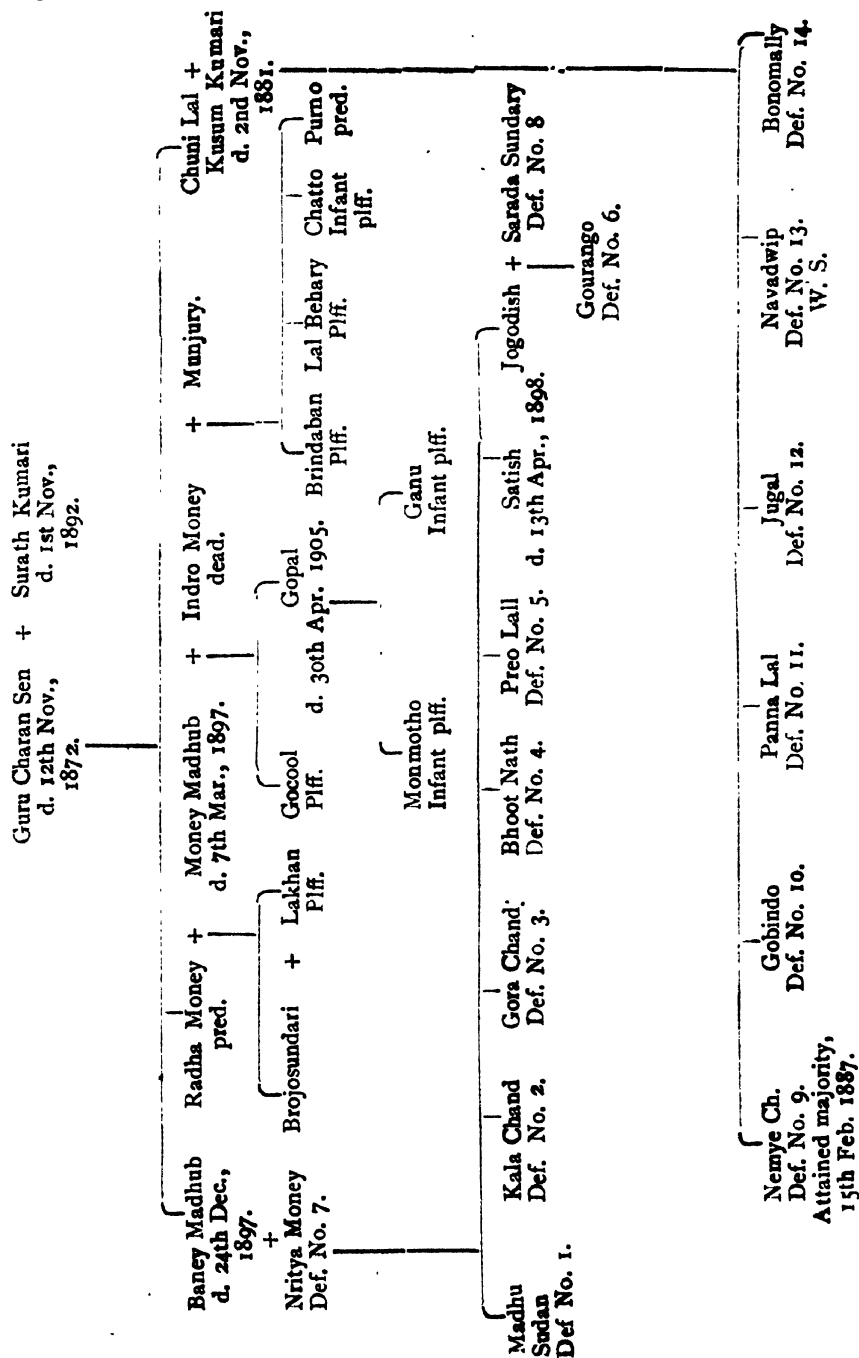 Guru Charan Sen + Surath Kumari
d. 12th Nov., d. 1st Nov.,
1872. 1892.
Baney Madhub Radha Money + Money Madhub + Indro Money + Munjury. Chuni Lal +
d. 24th Dec., pred. d. 7th Mar., 1897. dead. Kusum Kumari
1897. d. 2nd Nov.,
+ 1881.
Nritya Money
Def. No. 7.
Brojosundari + Lakhan Gocool Gopal Brindaban Lal Behary Chatto Purno
Plff. Plff. d. 30th Apr. 1905. Plff. Plff. Infant pred.
plff.
Monmotho Ganu
Infant plff. Infant plff.
Madhu Kala Chand Gora Chand. Bhoot Nath Preo Lall Satish Jogodish + Sarada Sundary
Sudan Def. No. 2. Def. No. 3. Def. No. 4. Def. No. 5. d. 13th Apr., 1898. Def. No. 8
Def No. 1.
Gourango
Def. No. 6.
Nemye Ch. Gobindo Panna Lal Jugal Navadwip Bonomally
Def. No. 9. Def. No. 10. Def. No. 11. Def. No. 12. Def. No. 13. Def. No. 14.
Attained majority, W. S.
15th Feb. 1887.